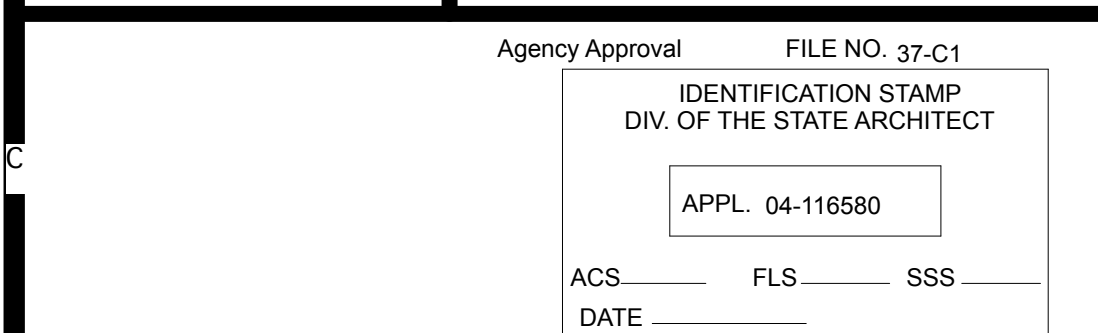 Agency Approval FILE NO. 37-C1
IDENTIFICATION STAMP
DIV. OF THE STATE ARCHITECT
C
APPL. 04-116580
ACS FLS SSS
DATE